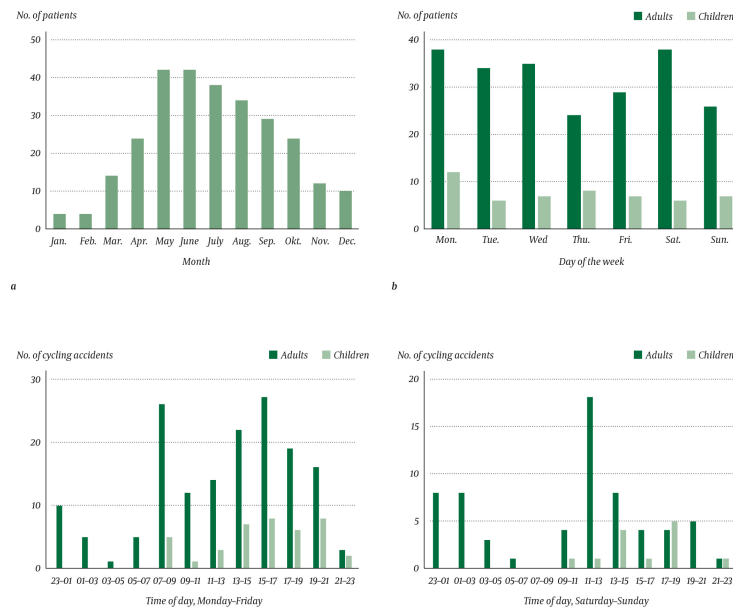 No. of patients
50
40
30
20
10
0
Jan. Feb. Mar. Apr. May June July Aug. Sep. Okt. Nov. Dec.
Month
a
No. of patients
Adults Children
40
30
20
10
0
Mon. Tue. Wed Thu. Fri. Sat. Sun.
Day of the week
b
No. of cycling accidents
Adults Children
30
20
10
0
23–01 01–03 03–05 05–07 07–09 09–11 11–13 13–15 15–17 17–19 19–21 21–23
Time of day, Monday–Friday
No. of cycling accidents
Adults Children
20
15
10
5
0
23–01 01–03 03–05 05–07 07–09 09–11 11–13 13–15 15–17 17–19 19–21 21–23
Time of day, Saturday–Sunday